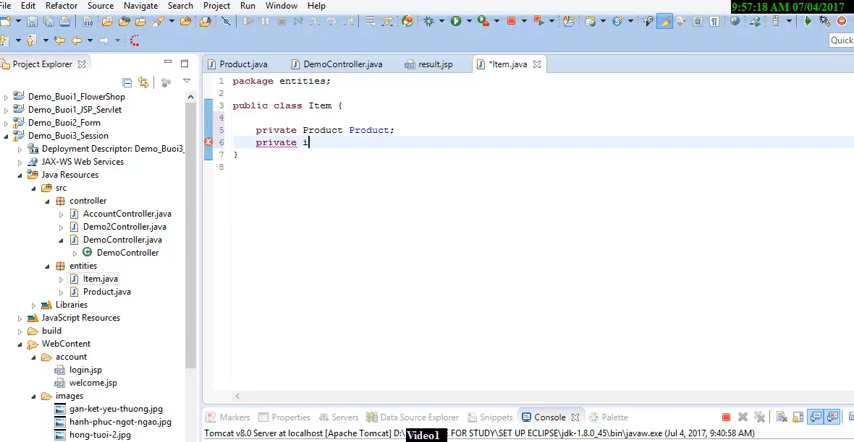 File Edit Refactor Source Navigate Search Project Run Window Help
9:57:18 AM 07/04/2017
Quick
Project Explorer
Product.java DemoController.java result.jsp *Item.java
Demo_Buoi1_FlowerShop
Demo_Buoi1_JSP_Servlet
Demo_Buoi2_Form
Demo_Buoi3_Session
Deployment Descriptor: Demo_Buoi3_
JAX-WS Web Services
Java Resources
src
controller
AccountController.java
Demo2Controller.java
DemoController.java
DemoController
entities
Item.java
Product.java
Libraries
JavaScript Resources
build
WebContent
account
login.jsp
welcome.jsp
images
gan-ket-yeu-thuong.jpg
hanh-phuc-ngot-ngao.jpg
hong-tuoi-2.jpg
1 package entities;
2
3 public class Item {
4
5 private Product Product;
6 private i
7 }
8
Markers Properties Servers Data Source Explorer Snippets Console Palette
Tomcat v8.0 Server at localhost [Apache Tomcat] D:\ E FOR STUDY\SET UP ECLIPSE\jdk-1.8.0_45\bin\javaw.exe (Jul 4, 2017, 9:40:58 AM)
Video1